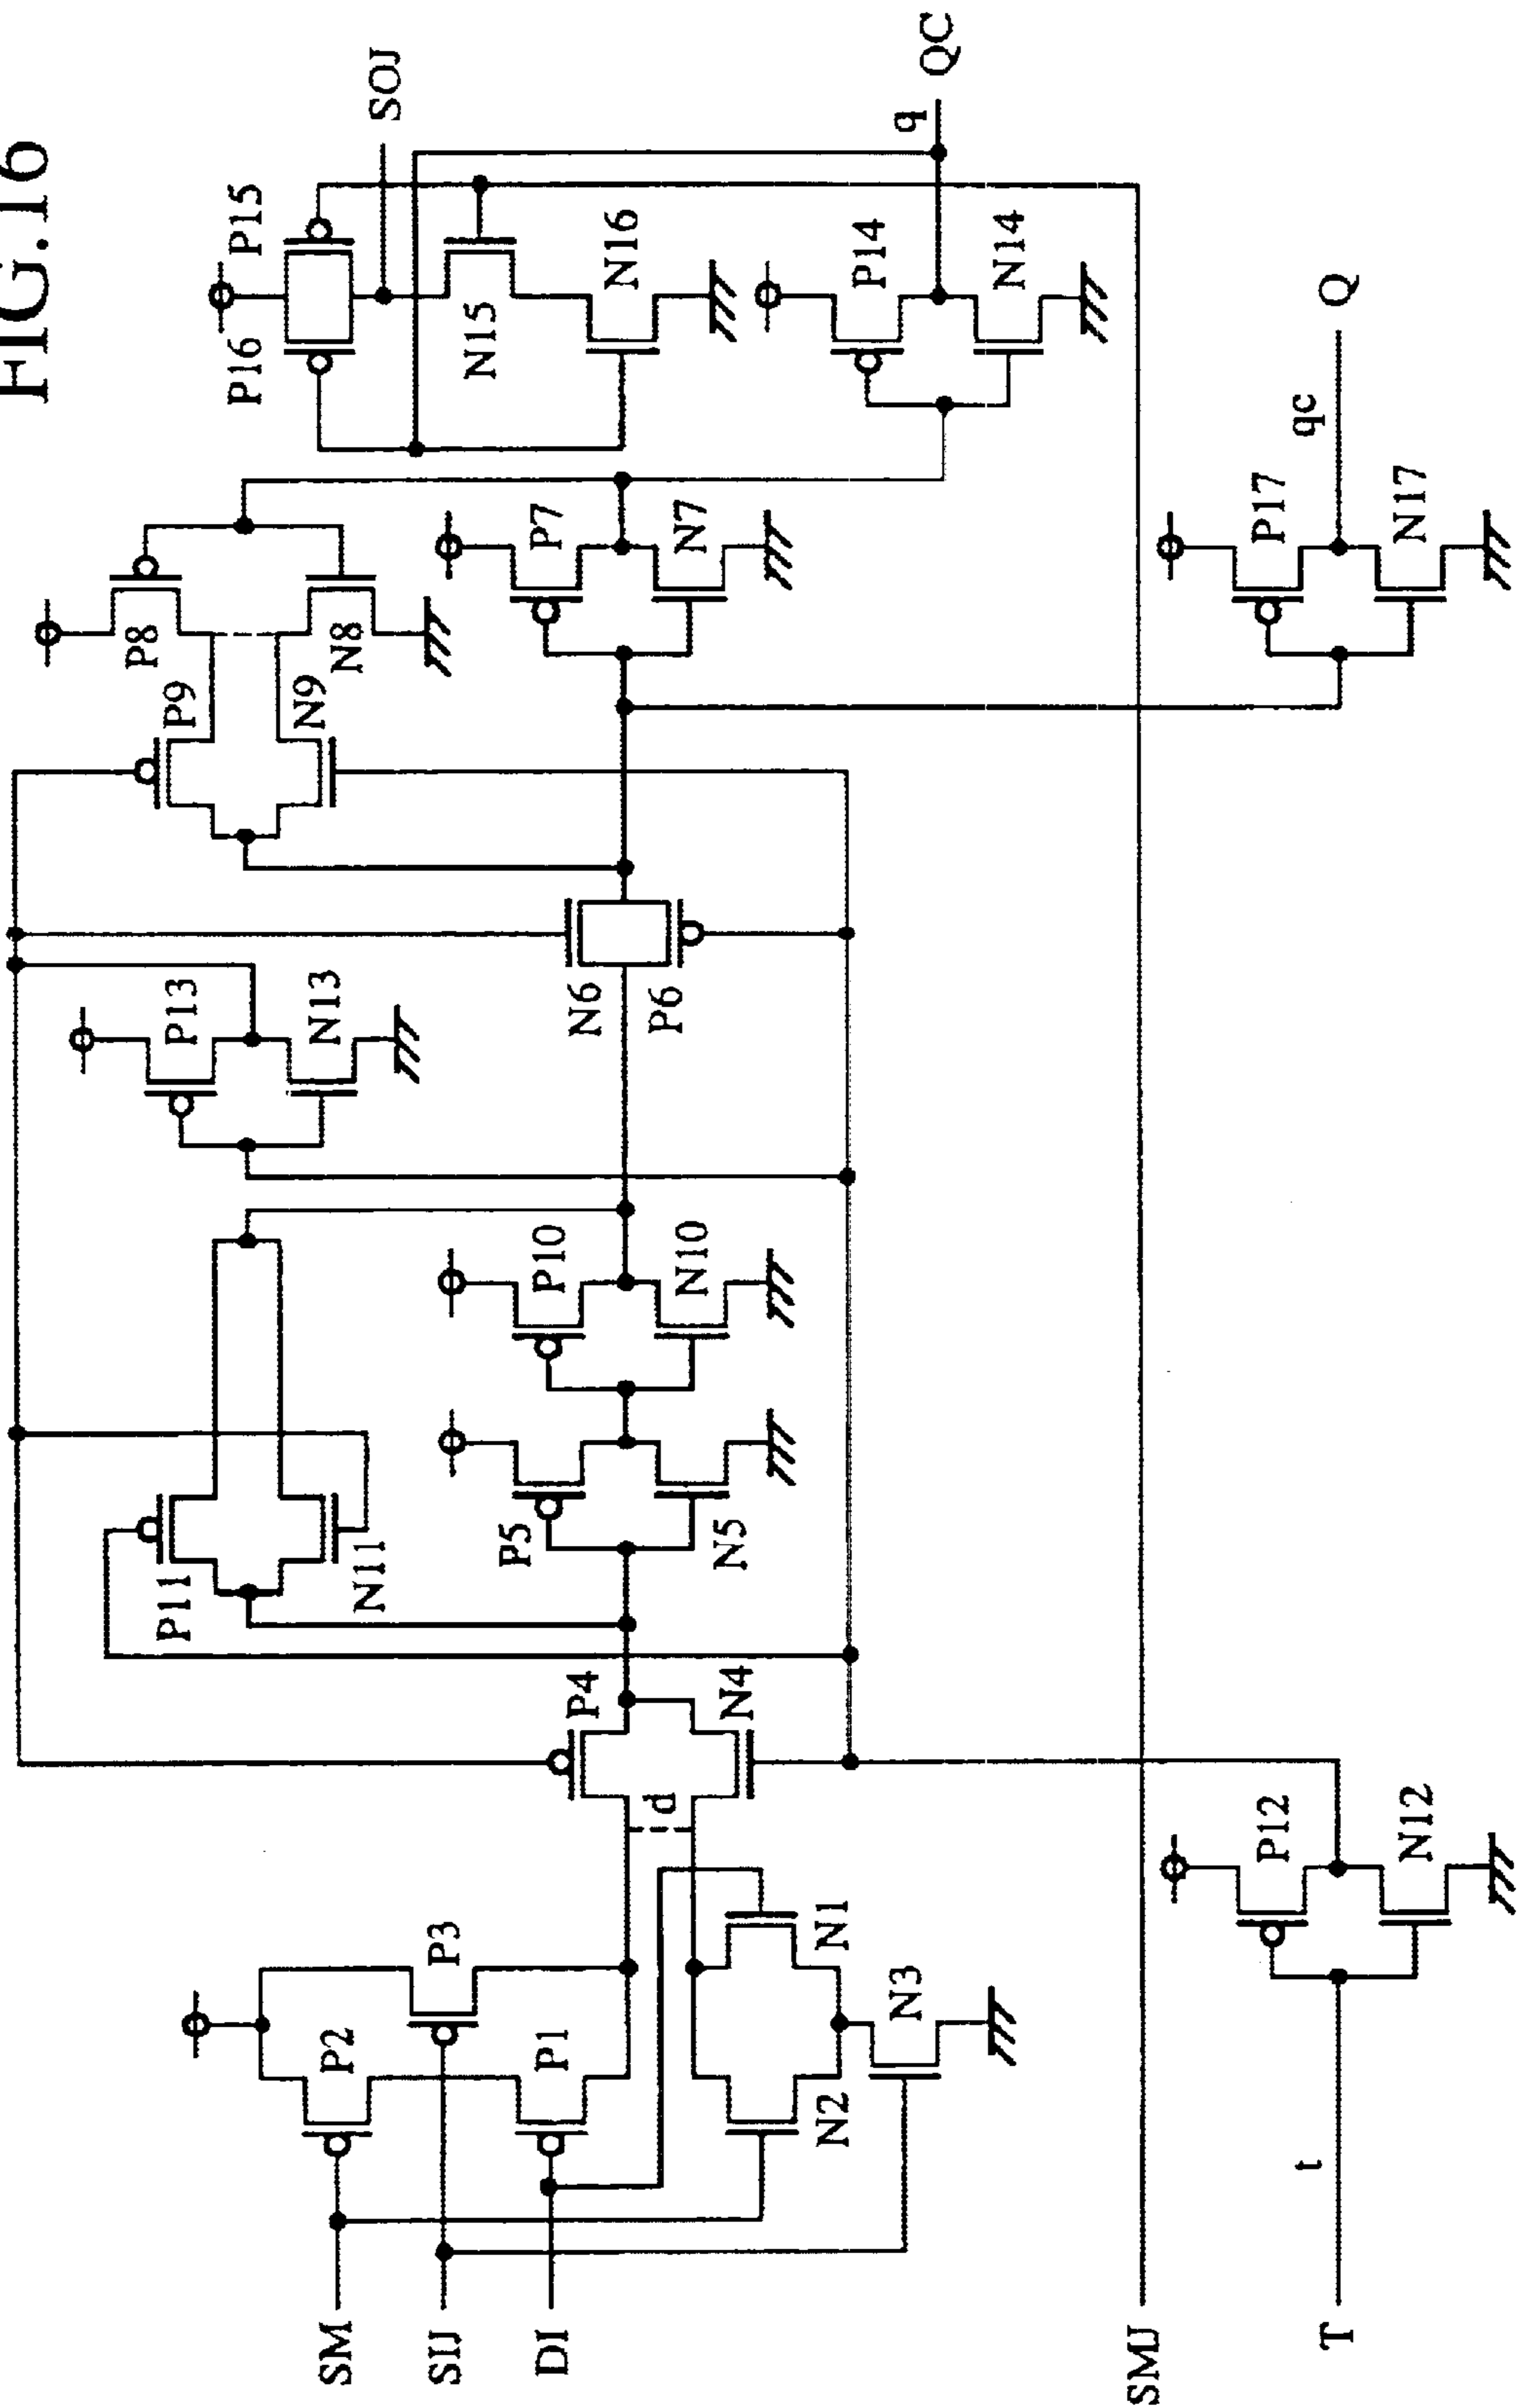 FIG.16
SM
SIJ
DI
SMJ
T
t
P2
P3
P1
N2
N1
N3
d
P4
N4
P12
N12
P11
N11
P5
N5
P10
N10
P13
N13
N6
P6
P9
N9
P8
N8
P7
N7
P17
N17
qc
Q
P16
P15
SOJ
N15
N16
P14
N14
q
QC